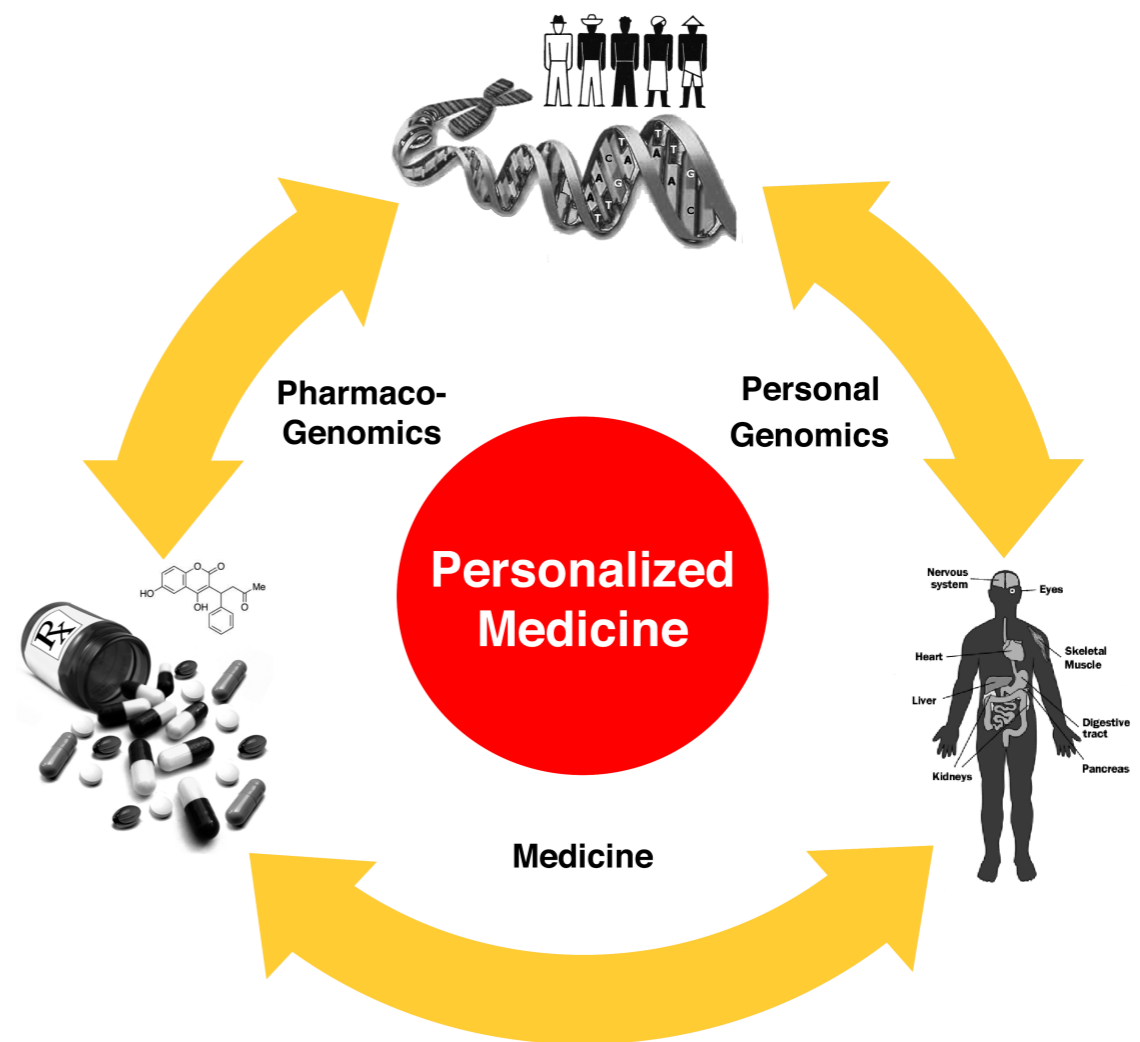 T
C A
A G
A T
T
T
A T
A G
C
Pharmaco-
Genomics
Personal
Genomics
Personalized
Medicine
O O
HO
OH O Me
Rx
Nervous
system
Eyes
Heart
Skeletal
Muscle
Liver
Digestive
tract
Kidneys
Pancreas
Medicine